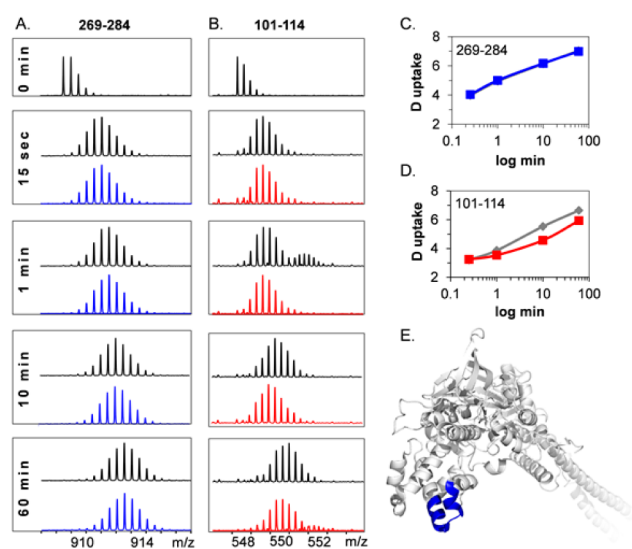 A. 269-284
B. 101-114
0 min
15 sec
1 min
10 min
60 min
910 914 m/z
548 550 552 m/z
C.
269-284
D uptake
8
6
4
2
0.1 1 10 100
log min
D.
101-114
D uptake
8
6
4
2
0.1 1 10 100
log min
E.